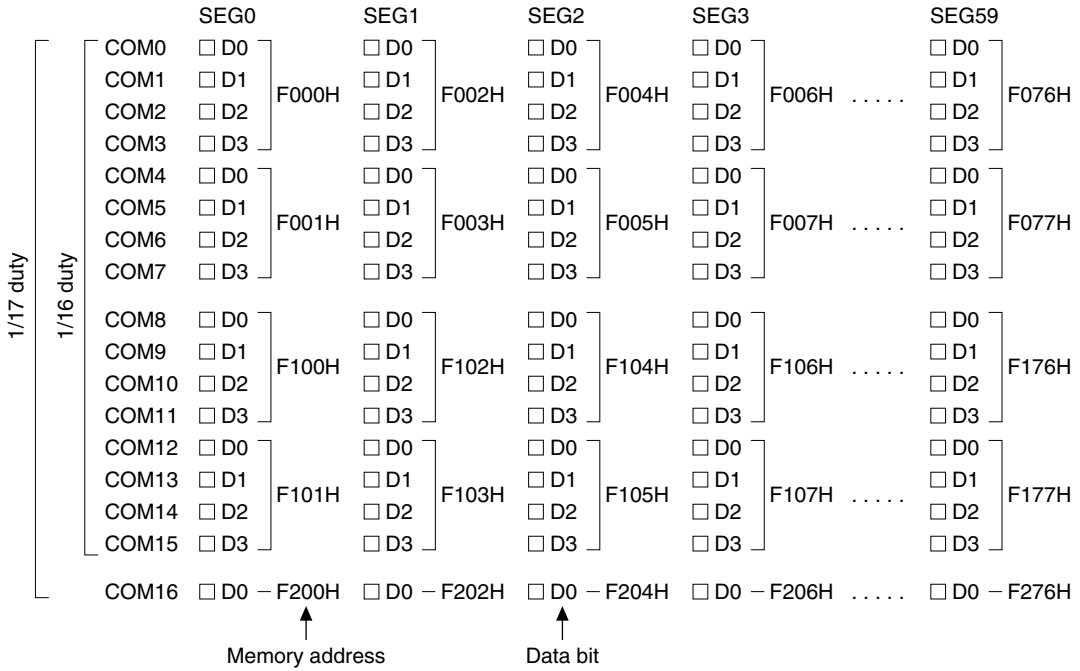 SEG0 SEG1 SEG2 SEG3 SEG59
COM0 D0 D0 D0 D0 D0
COM1 D1 D1 D1 D1 D1
F000H F002H F004H F006H . . . . . F076H
COM2 D2 D2 D2 D2 D2
COM3 D3 D3 D3 D3 D3
COM4 D0 D0 D0 D0 D0
COM5 D1 D1 D1 D1 D1
F001H F003H F005H F007H . . . . . F077H
COM6 D2 D2 D2 D2 D2
COM7 D3 D3 D3 D3 D3
1/17 duty
1/16 duty
COM8 D0 D0 D0 D0 D0
COM9 D1 D1 D1 D1 D1
F100H F102H F104H F106H . . . . . F176H
COM10 D2 D2 D2 D2 D2
COM11 D3 D3 D3 D3 D3
COM12 D0 D0 D0 D0 D0
COM13 D1 D1 D1 D1 D1
F101H F103H F105H F107H . . . . . F177H
COM14 D2 D2 D2 D2 D2
COM15 D3 D3 D3 D3 D3
COM16 D0 F200H D0 F202H D0 F204H D0 F206H . . . . . D0 F276H
Memory address Data bit